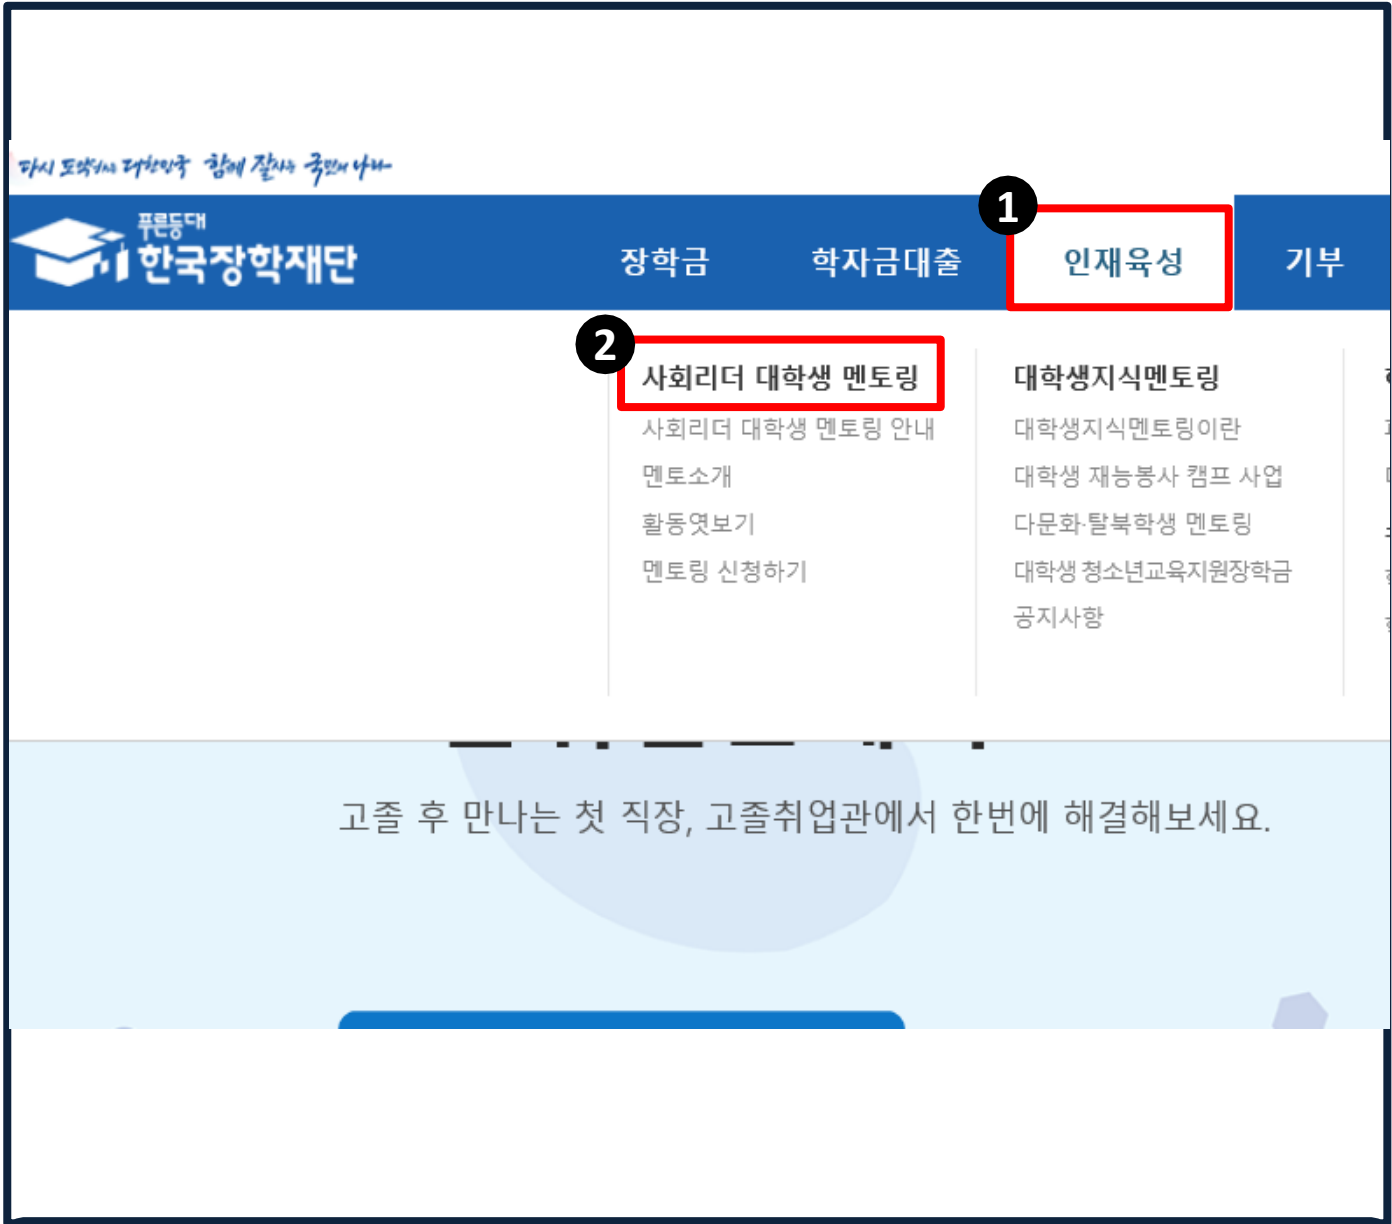 다시 도약하는 대한민국 함께 잘사는 국민의 나라
푸른등대
한국장학재단
장학금
학자금대출
1
인재육성
기부
2
사회리더 대학생 멘토링
사회리더 대학생 멘토링 안내
멘토소개
활동엿보기
멘토링 신청하기
대학생지식멘토링
대학생지식멘토링이란
대학생 재능봉사 캠프 사업
다문화·탈북학생 멘토링
대학생 청소년교육지원장학금
공지사항
고졸 후 만나는 첫 직장, 고졸취업관에서 한번에 해결해보세요.